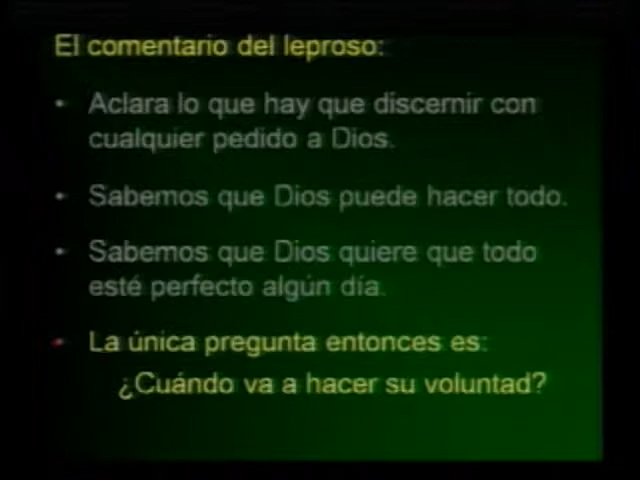 El comentario del leproso:
• Aclara lo que hay que discernir con
cualquier pedido a Dios.
• Sabemos que Dios puede hacer todo.
• Sabemos que Dios quiere que todo
esté perfecto algún día.
• La única pregunta entonces es:
¿Cuándo va a hacer su voluntad?